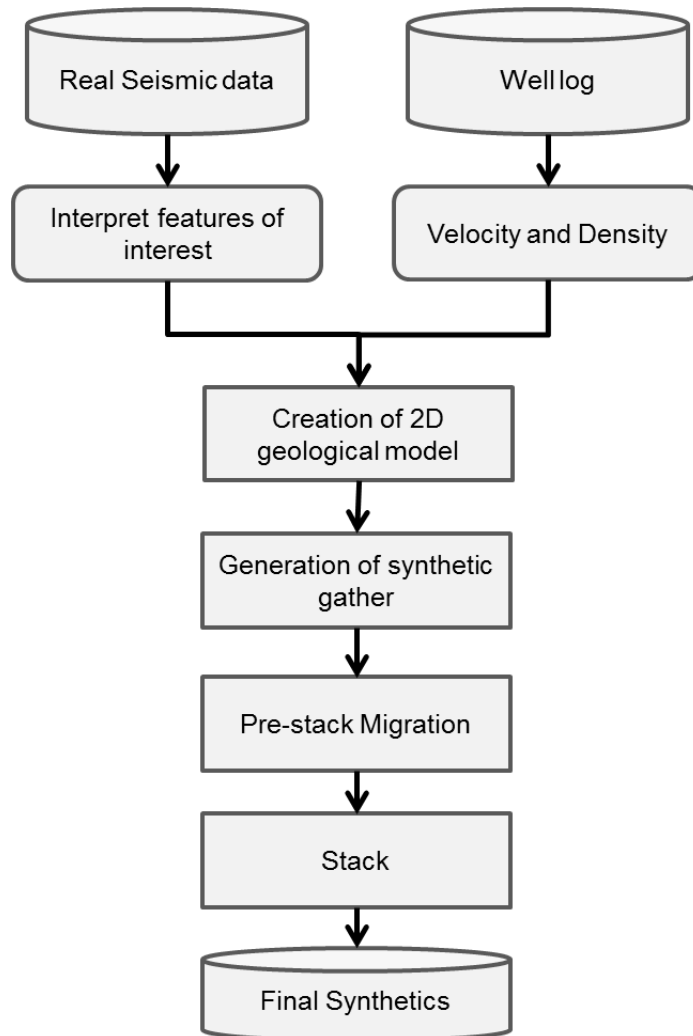 Real Seismic data
Well log
Interpret features of
interest
Velocity and Density
Creation of 2D
geological model
Generation of synthetic
gather
Pre-stack Migration
Stack
Final Synthetics